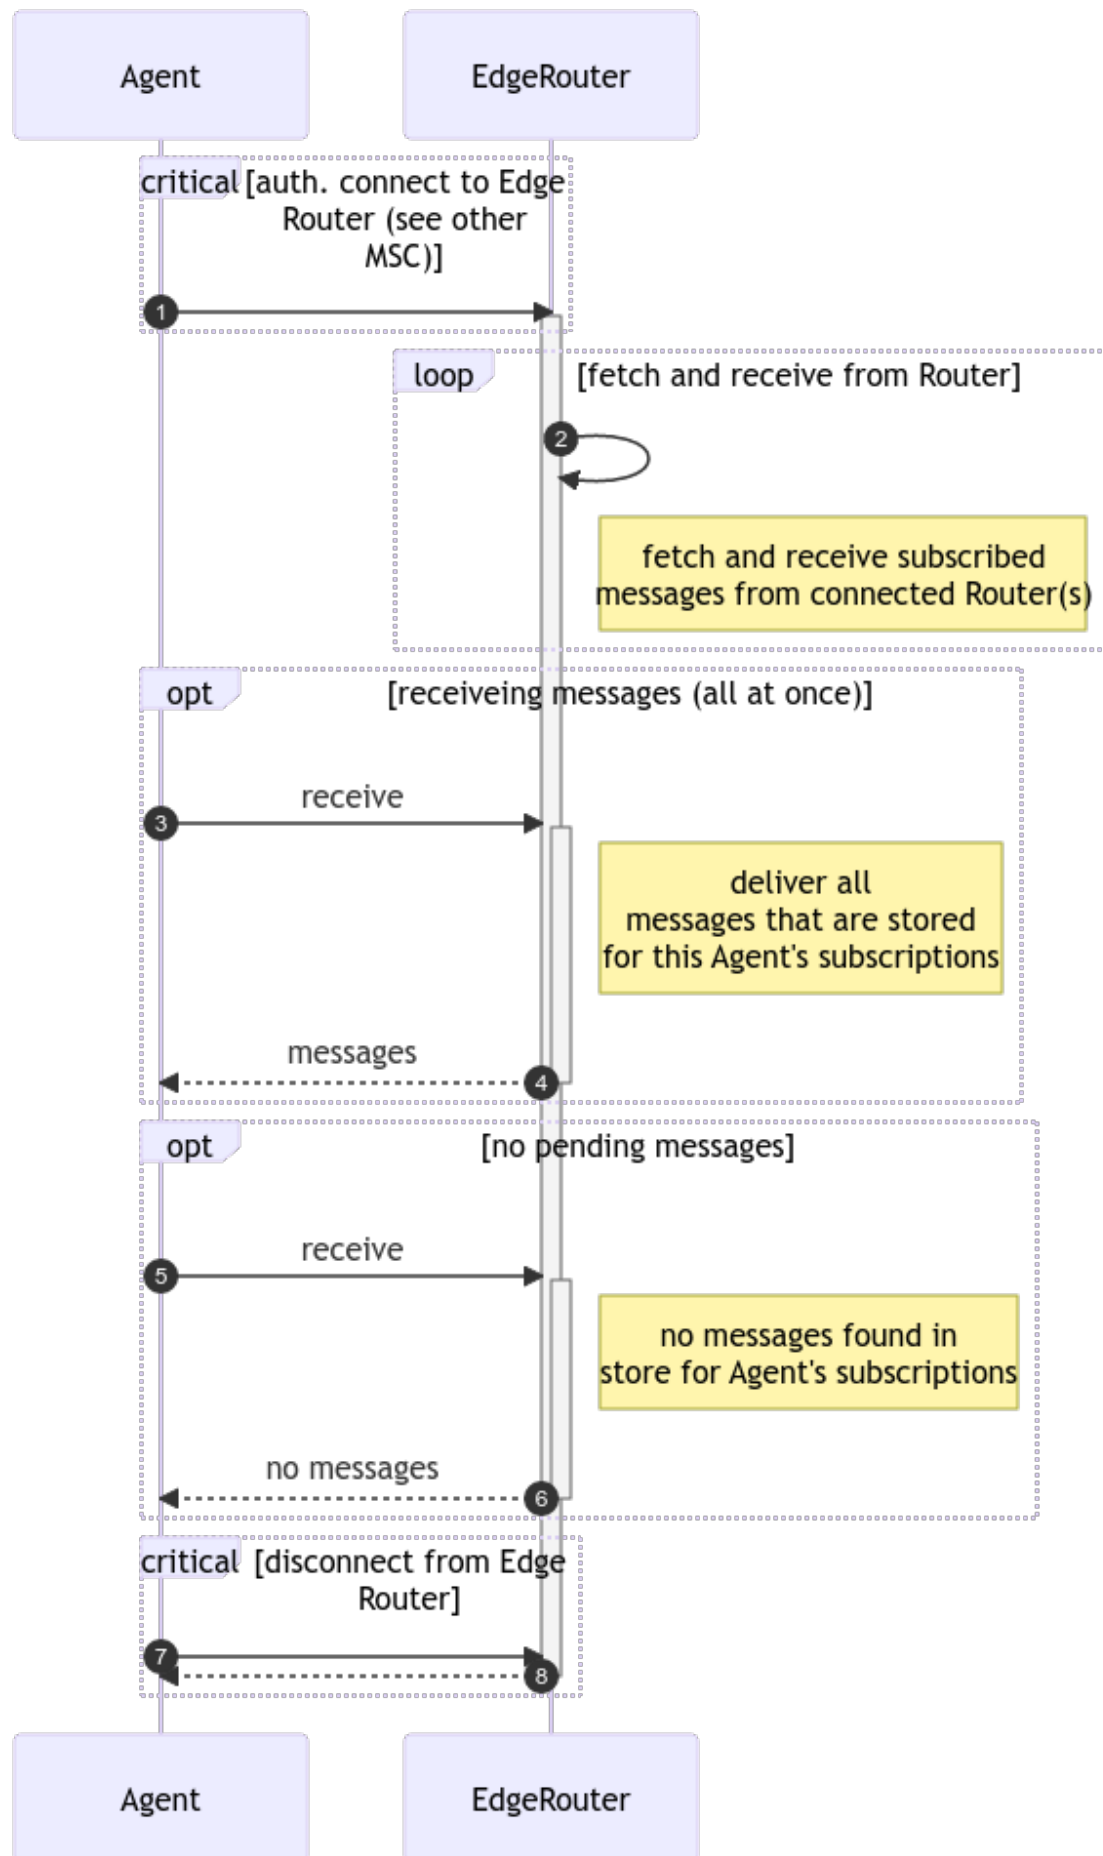 Agent
EdgeRouter
critical
[auth. connect to Edge
Router (see other
MSC)]
1
loop
[fetch and receive from Router]
2
fetch and receive subscribed
messages from connected Router(s)
opt
[receiveing messages (all at once)]
receive
3
deliver all
messages that are stored
for this Agent's subscriptions
messages
4
opt
[no pending messages]
receive
5
no messages found in
store for Agent's subscriptions
no messages
6
critical
[disconnect from Edge
Router]
7
8
Agent
EdgeRouter